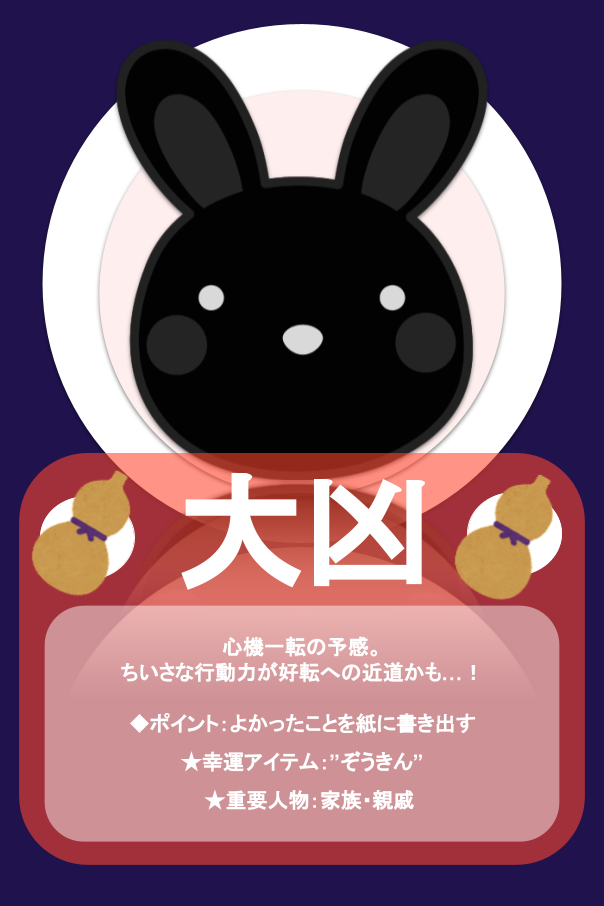 大凶
心機一転の予感。
ちいさな行動力が好転への近道かも…！
◆ポイント：よかったことを紙に書き出す
★幸運アイテム：”ぞうきん”
★重要人物：家族・親戚